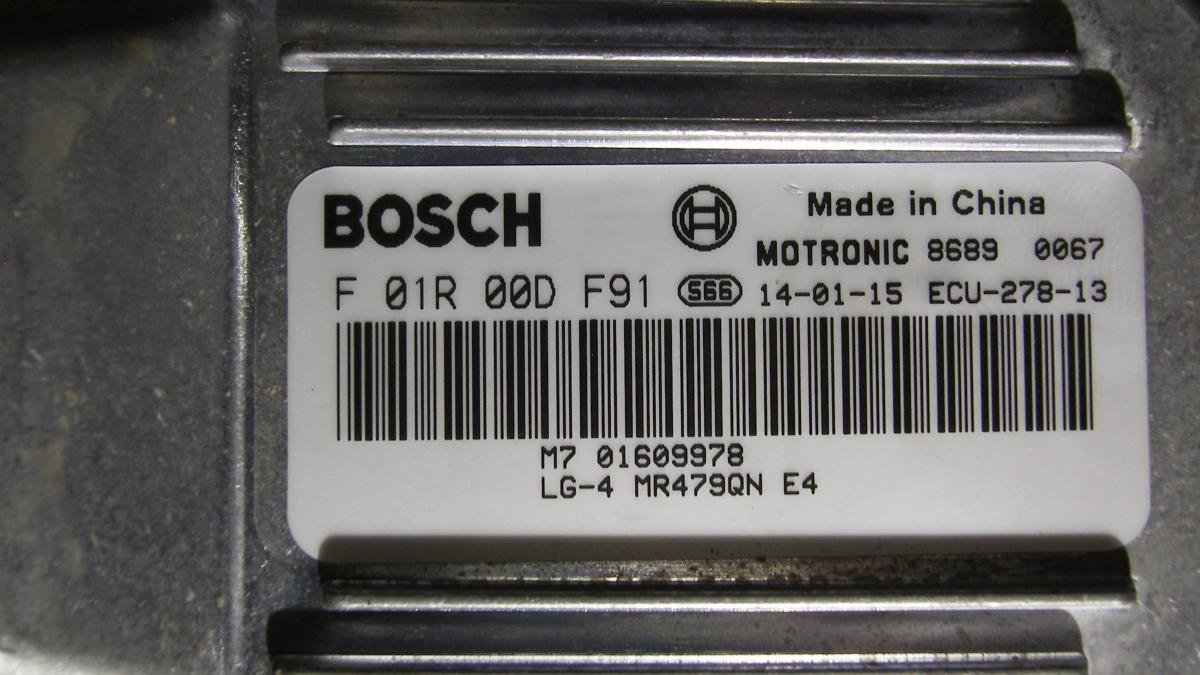 BOSCH
Made in China
MOTRONIC 8689 0067
F 01R 00D F91 S66 14-01-15 ECU-278-13
M7 01609978
LG-4 MR479QN E4